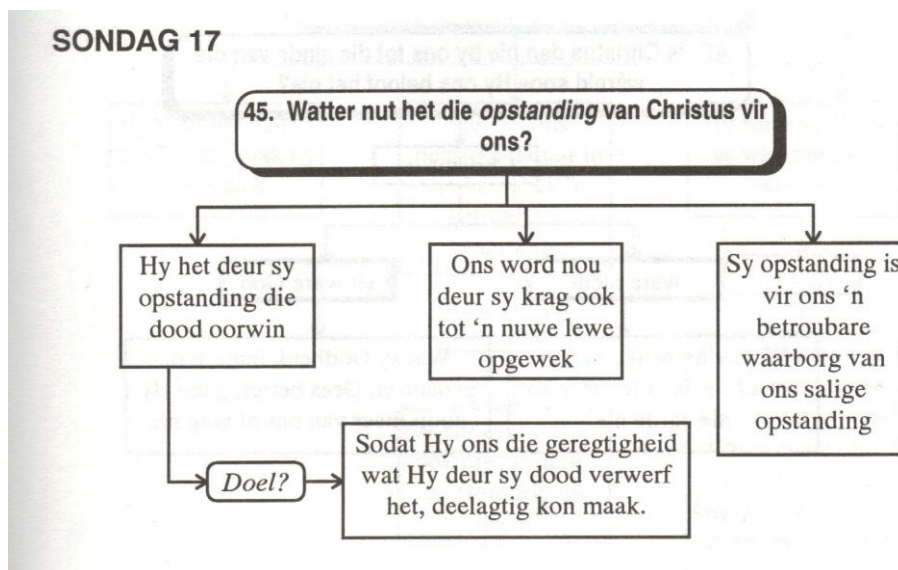 SONDAG 17
45. Watter nut het die opstanding van Christus vir
ons?
Hy het deur sy
opstanding die
dood oorwin
Ons word nou
deur sy krag ook
tot 'n nuwe lewe
opgewek
Sy opstanding is
vir ons 'n
betroubare
waarborg van
ons salige
opstanding
Doel?
Sodat Hy ons die geregtigheid
wat Hy deur sy dood verwerf
het, deelagtig kon maak.